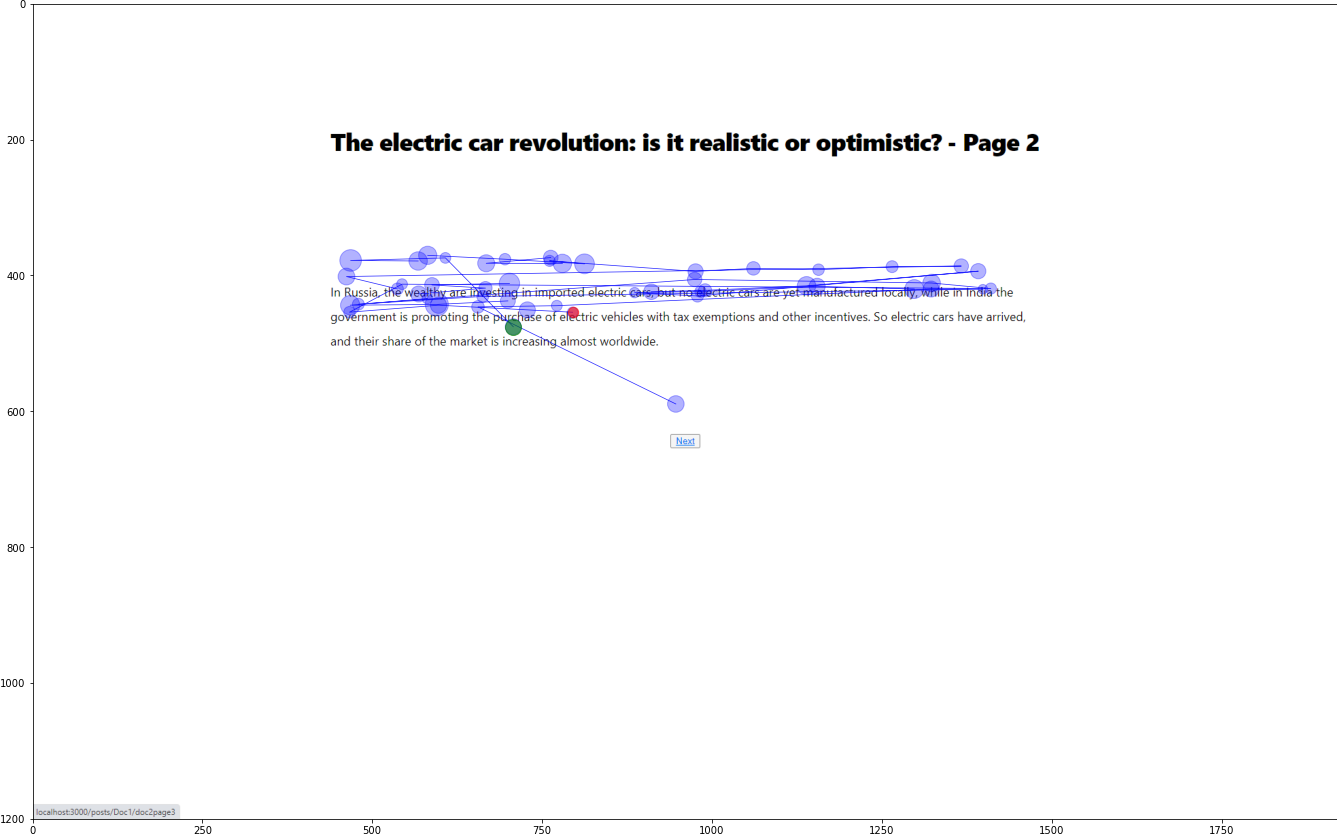 The electric car revolution: is it realistic or optimistic? - Page 2
In Russia, the wealthy are investing in imported electric cars, but no electric cars are yet manufactured locally, while in India the
government is promoting the purchase of electric vehicles with tax exemptions and other incentives. So electric cars have arrived,
and their share of the market is increasing almost worldwide.
Next
localhost:3000/posts/Doc1/doc2page3
0
200
400
600
800
1000
1200
0 250 500 750 1000 1250 1500 1750